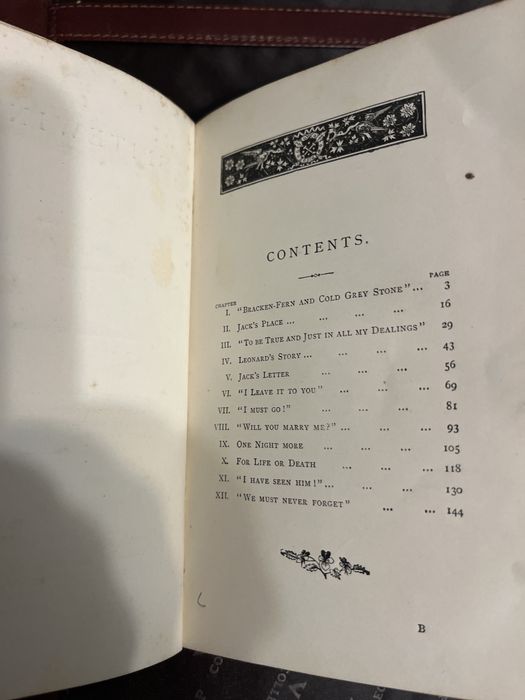 CONTENTS.
CHAPTER PAGE
I. "BRACKEN-FERN AND COLD GREY STONE"... 3
II. JACK'S PLACE ... ... ... ... 16
III. "TO BE TRUE AND JUST IN ALL MY DEALINGS" 29
IV. LEONARD'S STORY ... ... ... ... 43
V. JACK'S LETTER ... ... ... 56
VI. "I LEAVE IT TO YOU" ... ... ... 69
VII. "I MUST GO!" ... ... ... 81
VIII. "WILL YOU MARRY ME?" ... ... ... 93
IX. ONE NIGHT MORE ... ... ... 105
X. FOR LIFE OR DEATH ... ... ... 118
XI. "I HAVE SEEN HIM!"... ... ... 130
XII. "WE MUST NEVER FORGET" ... ... 144
B